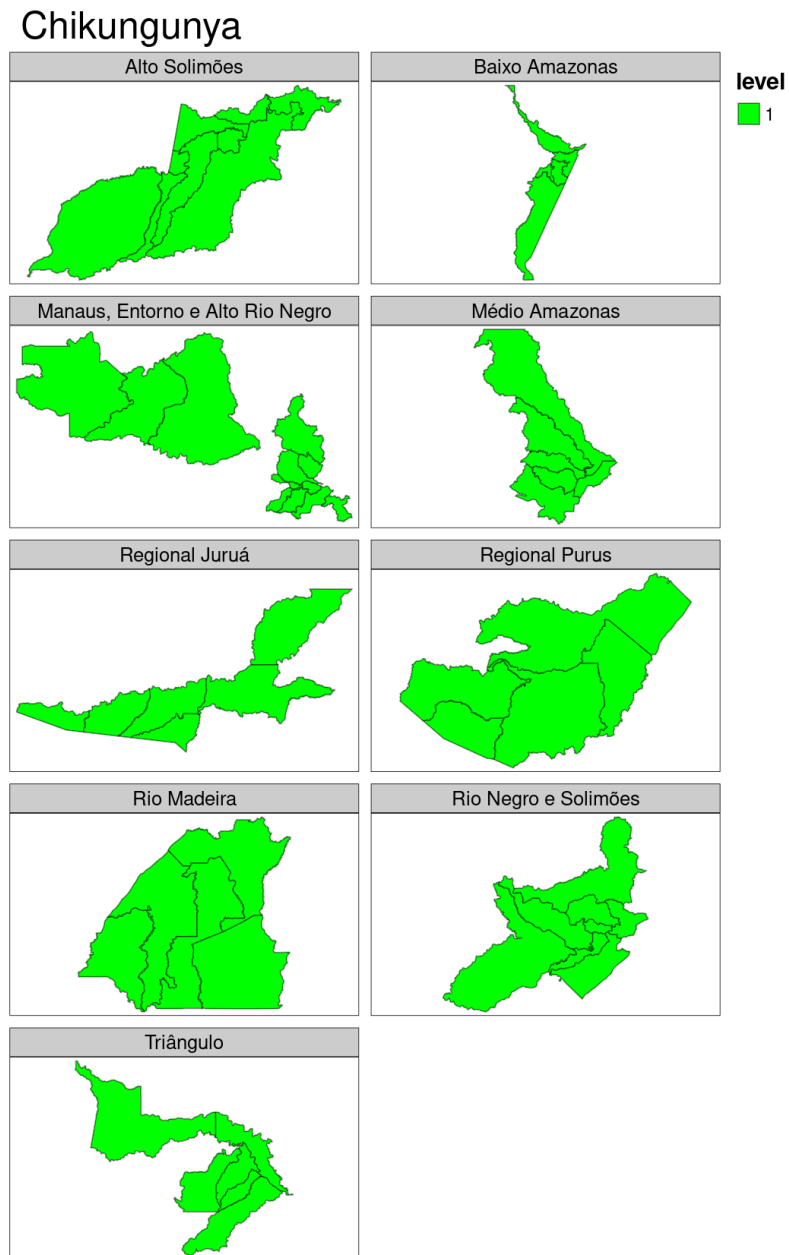 Chikungunya
Alto Solimões
Baixo Amazonas
level
1
Manaus, Entorno e Alto Rio Negro
Médio Amazonas
Regional Juruá
Regional Purus
Rio Madeira
Rio Negro e Solimões
Triângulo